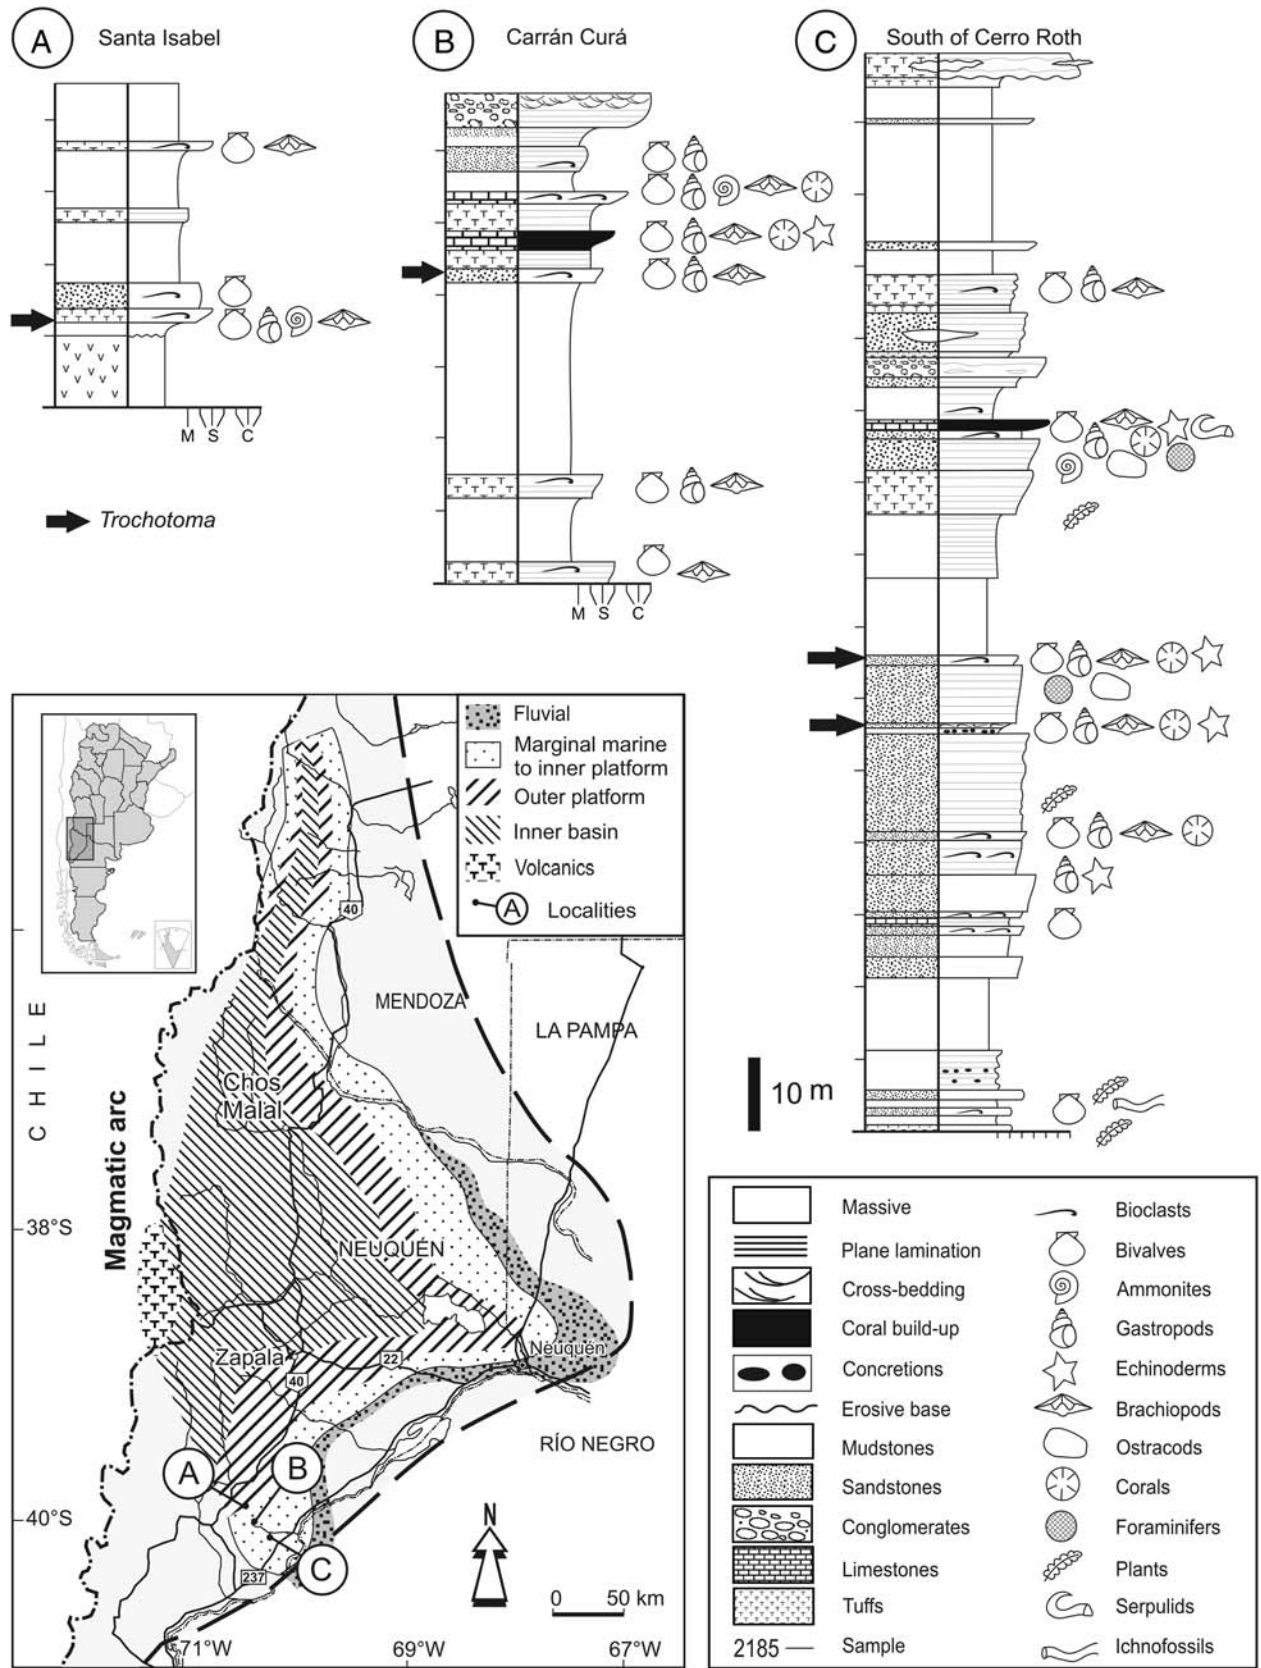 A Santa Isabel
B Carrán Curá
C South of Cerro Roth
M S C
Trochotoma
M S C
10 m
Fluvial
Marginal marine
to inner platform
Outer platform
Inner basin
Volcanics
A Localities
40
MENDOZA
LA PAMPA
CHILE
Magmatic arc
Chos
Malal
38°S
NEUQUÉN
Zapala
22
40
Neuquén
RÍO NEGRO
A
B
40°S
C
237
N
0 50 km
71°W
69°W
67°W
Massive
Plane lamination
Cross-bedding
Coral build-up
Concretions
Erosive base
Mudstones
Sandstones
Conglomerates
Limestones
Tuffs
2185 Sample
Bioclasts
Bivalves
Ammonites
Gastropods
Echinoderms
Brachiopods
Ostracods
Corals
Foraminifers
Plants
Serpulids
Ichnofossils